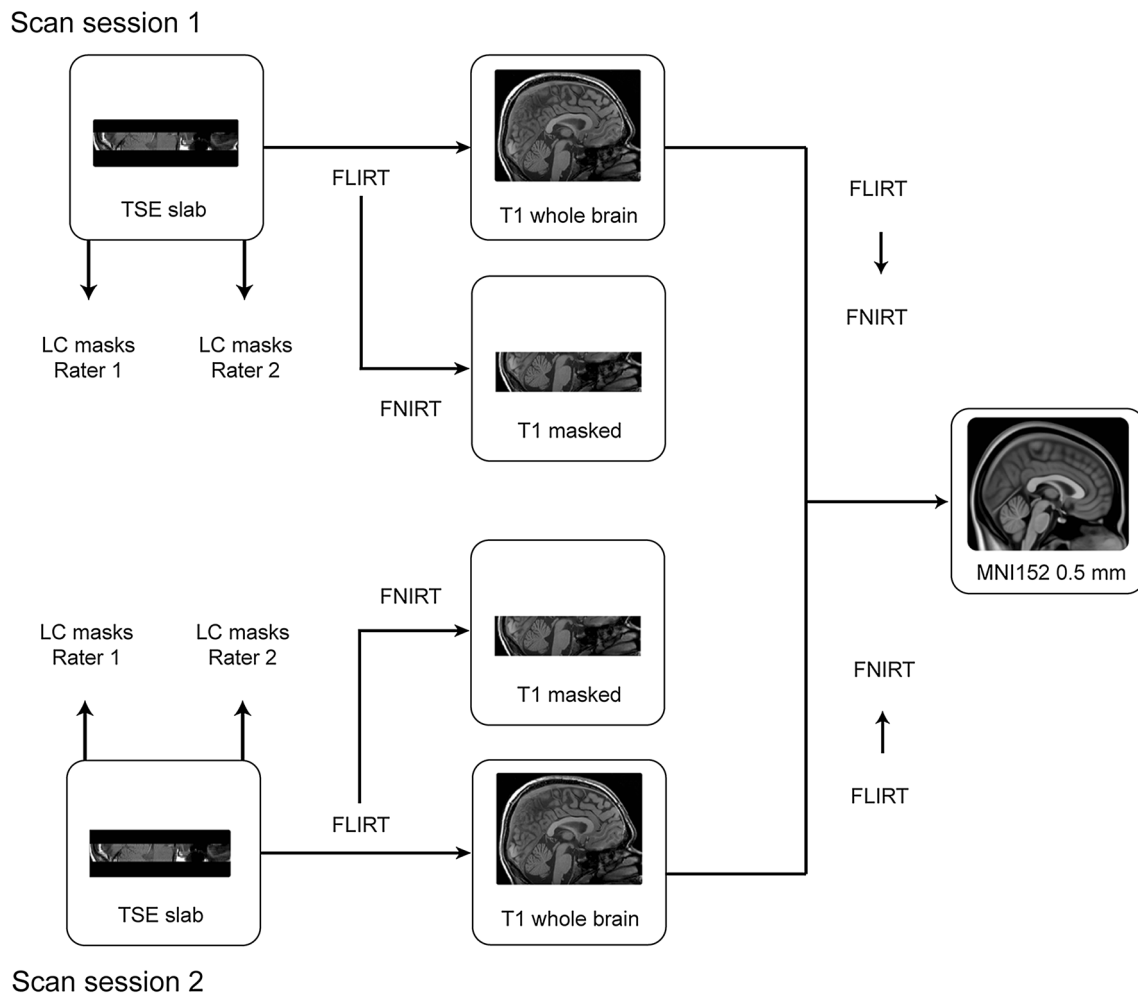 Scan session 1
TSE slab
FLIRT
T1 whole brain
FLIRT
FNIRT
LC masks
Rater 1
LC masks
Rater 2
FNIRT
T1 masked
MNI152 0.5 mm
LC masks
Rater 1
LC masks
Rater 2
FNIRT
T1 masked
FNIRT
FLIRT
FLIRT
TSE slab
T1 whole brain
Scan session 2